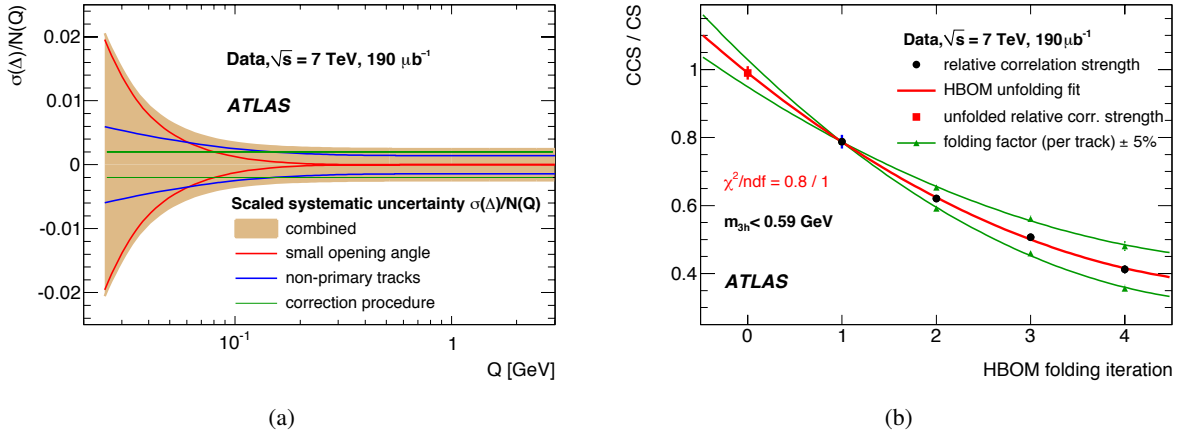 σ(Δ)/N(Q)
0.02
0.01
0
-0.01
-0.02
Data,√s = 7 TeV, 190 μb⁻¹
ATLAS
Scaled systematic uncertainty σ(Δ)/N(Q)
combined
small opening angle
non-primary tracks
correction procedure
10⁻¹
1
Q [GeV]
(a)
CCS / CS
1
0.8
0.6
0.4
Data,√s = 7 TeV, 190μb⁻¹
relative correlation strength
HBOM unfolding fit
unfolded relative corr. strength
folding factor (per track) ± 5%
χ²/ndf = 0.8 / 1
m₃ₕ< 0.59 GeV
ATLAS
0 1 2 3 4
HBOM folding iteration
(b)